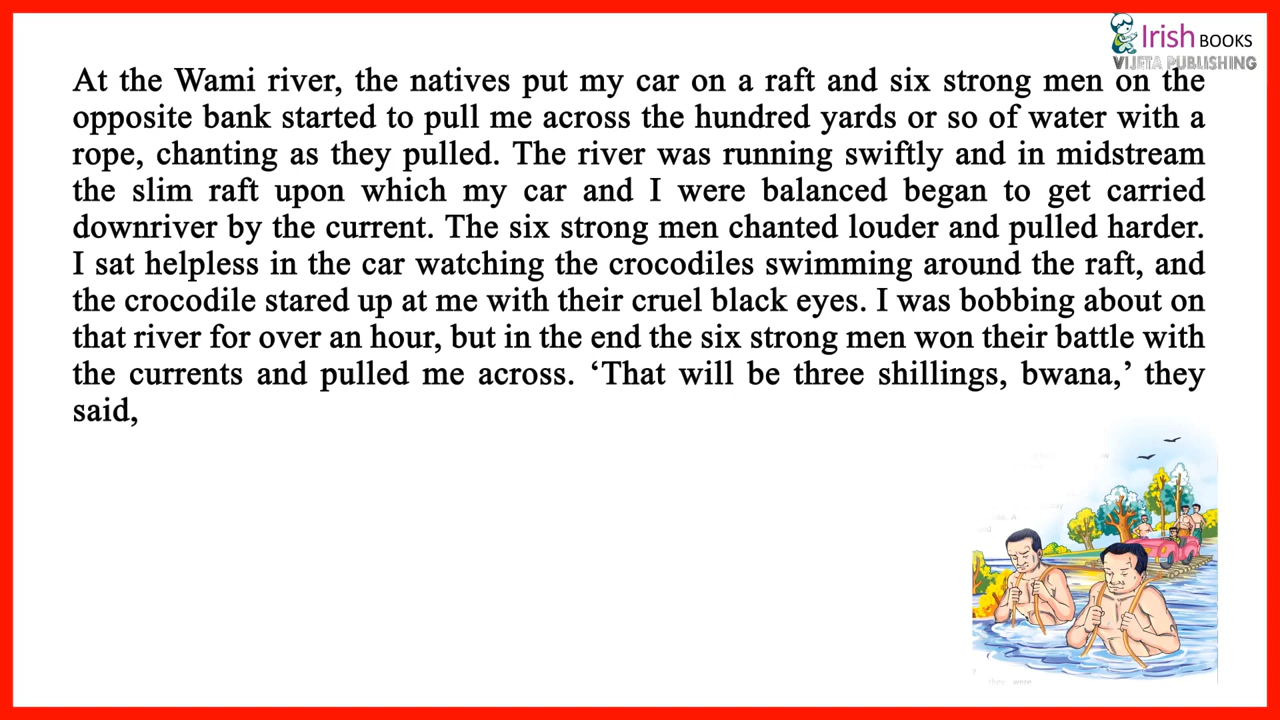 Irish BOOKS
VIJETA PUBLISHING
At the Wami river, the natives put my car on a raft and six strong men on the
opposite bank started to pull me across the hundred yards or so of water with a
rope, chanting as they pulled. The river was running swiftly and in midstream
the slim raft upon which my car and I were balanced began to get carried
downriver by the current. The six strong men chanted louder and pulled harder.
I sat helpless in the car watching the crocodiles swimming around the raft, and
the crocodile stared up at me with their cruel black eyes. I was bobbing about on
that river for over an hour, but in the end the six strong men won their battle with
the currents and pulled me across. ‘That will be three shillings, bwana,’ they
said,
they were